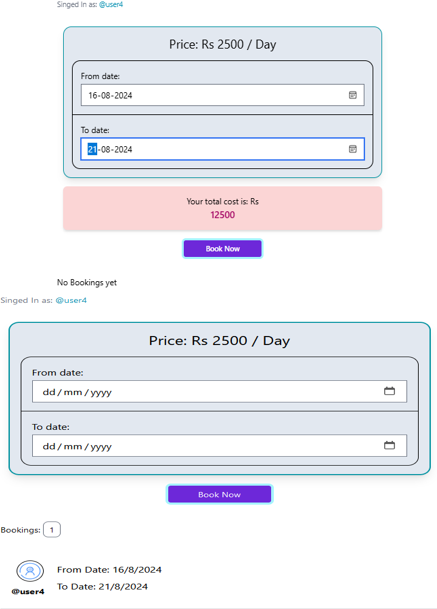 Singed In as: @user4
Price: Rs 2500 / Day
From date:
16-08-2024
To date:
21-08-2024
Your total cost is: Rs
12500
Book Now
No Bookings yet
Singed In as: @user4
Price: Rs 2500 / Day
From date:
dd/mm/yyyy
To date:
dd/mm/yyyy
Book Now
Bookings: 1
From Date: 16/8/2024
To Date: 21/8/2024
@user4